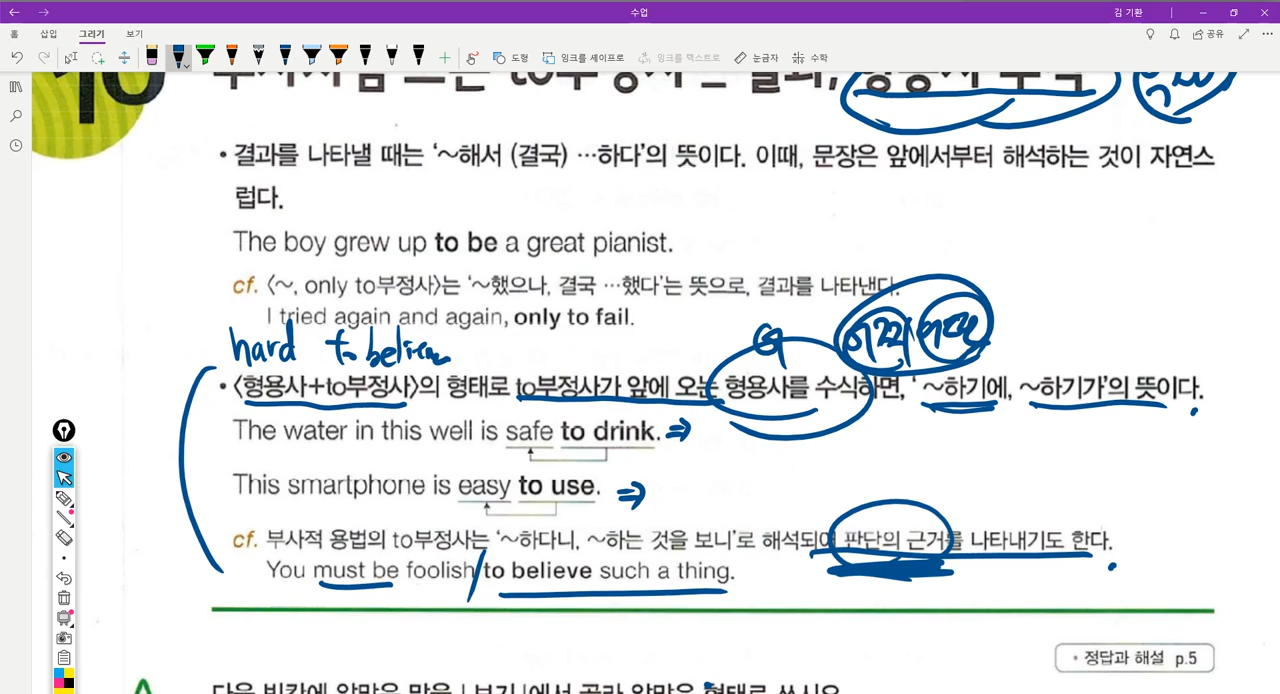 수업
김 기환
홈 삽입 그리기 보기
도형 잉크를 셰이프로 잉크를 텍스트로 눈금자 수학 공유
10
• 결과를 나타낼 때는 '~해서 (결국) …하다'의 뜻이다. 이때, 문장은 앞에서부터 해석하는 것이 자연스
럽다.
The boy grew up to be a great pianist.
cf. 〈~, only to부정사〉는 '~했으나, 결국 …했다'는 뜻으로, 결과를 나타낸다.
I tried again and again, only to fail.
hard to believe
• 〈형용사+to부정사〉의 형태로 to부정사가 앞에 오는 형용사를 수식하면, '~하기에, ~하기가'의 뜻이다.
The water in this well is safe to drink. ⇒
This smartphone is easy to use. ⇒
cf. 부사적 용법의 to부정사는 '~하다니, ~하는 것을 보니'로 해석되며 판단의 근거를 나타내기도 한다.
You must be foolish / to believe such a thing.
• 정답과 해설 p.5
A